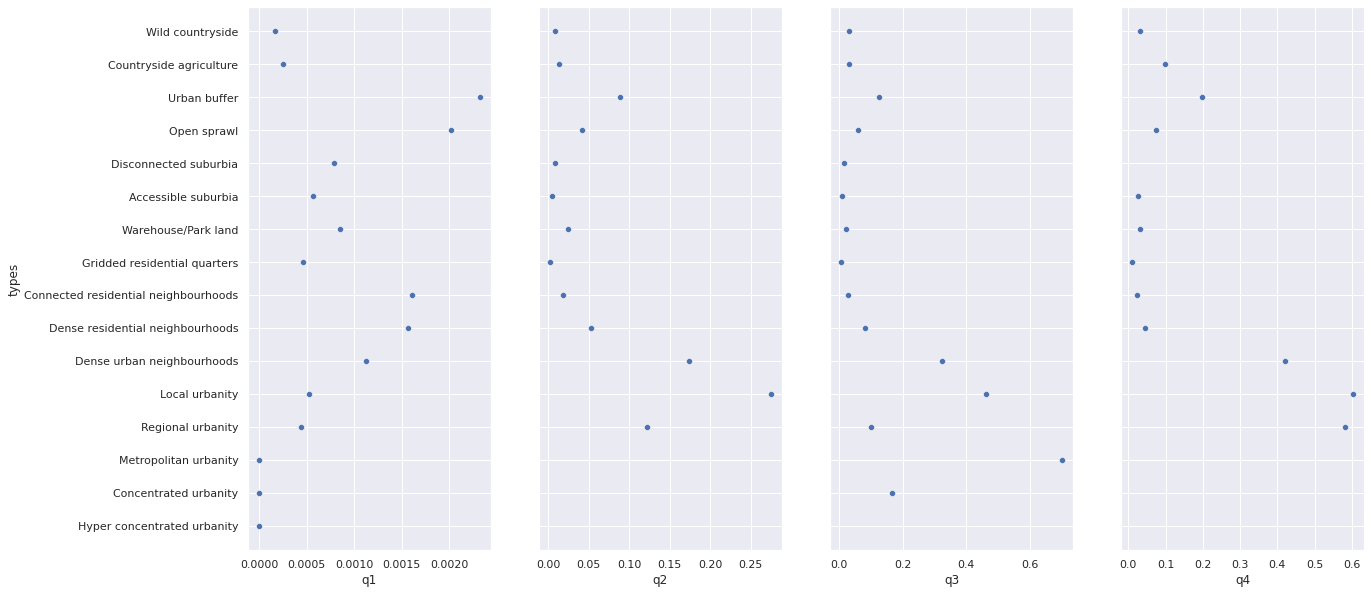 Wild countryside
Countryside agriculture
Urban buffer
Open sprawl
Disconnected suburbia
Accessible suburbia
Warehouse/Park land
Gridded residential quarters
Connected residential neighbourhoods
Dense residential neighbourhoods
Dense urban neighbourhoods
Local urbanity
Regional urbanity
Metropolitan urbanity
Concentrated urbanity
Hyper concentrated urbanity
types
0.0000 0.0005 0.0010 0.0015 0.0020
q1
0.00 0.05 0.10 0.15 0.20 0.25
q2
0.0 0.2 0.4 0.6
q3
0.0 0.1 0.2 0.3 0.4 0.5 0.6
q4